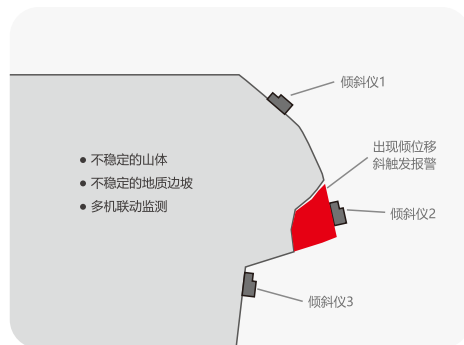 倾斜仪1
出现倾位移
斜触发报警
● 不稳定的山体
● 不稳定的地质边坡
● 多机联动监测
倾斜仪2
倾斜仪3